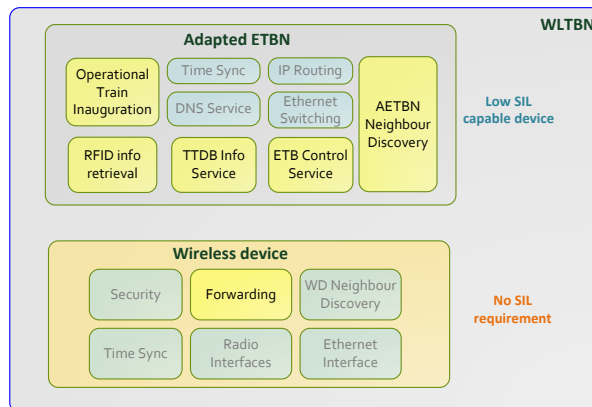 WLTBN
Adapted ETBN
Operational
Train
Inauguration
Time Sync
IP Routing
DNS Service
Ethernet
Switching
AETBN
Neighbour
Discovery
RFID info
retrieval
TTDB Info
Service
ETB Control
Service
Low SIL
capable device
Wireless device
Security
Forwarding
WD Neighbour
Discovery
Time Sync
Radio
Interfaces
Ethernet
Interface
No SIL
requirement